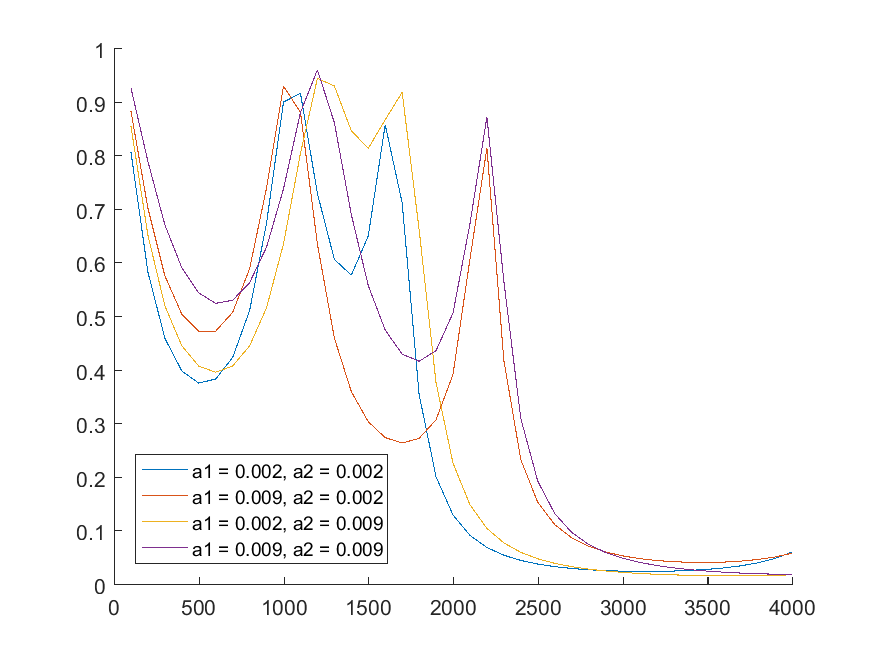 1
0.9
0.8
0.7
0.6
0.5
0.4
0.3
0.2
0.1
0
a1 = 0.002, a2 = 0.002
a1 = 0.009, a2 = 0.002
a1 = 0.002, a2 = 0.009
a1 = 0.009, a2 = 0.009
0 500 1000 1500 2000 2500 3000 3500 4000